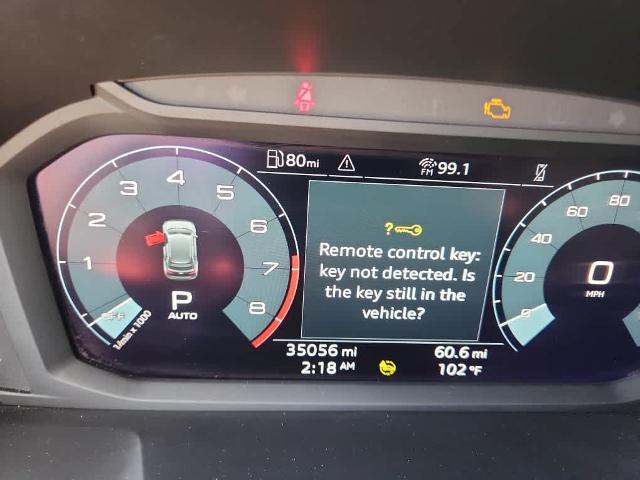 80mi
FM 99.1
1
2
3
4
5
6
7
8
OFF
1/min x 1000
P
AUTO
?
Remote control key:
key not detected. Is
the key still in the
vehicle?
0
20
40
60
80
0
MPH
35056 mi
60.6 mi
2:18 AM
102 °F